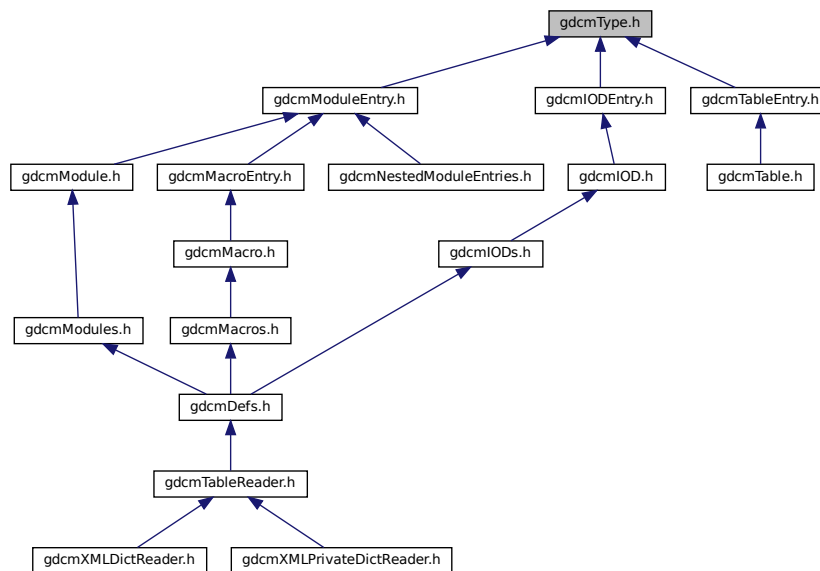 gdcmType.h
gdcmModuleEntry.h
gdcmIODEntry.h
gdcmTableEntry.h
gdcmModule.h
gdcmMacroEntry.h
gdcmNestedModuleEntries.h
gdcmIOD.h
gdcmTable.h
gdcmMacro.h
gdcmIODs.h
gdcmModules.h
gdcmMacros.h
gdcmDefs.h
gdcmTableReader.h
gdcmXMLDictReader.h
gdcmXMLPrivateDictReader.h